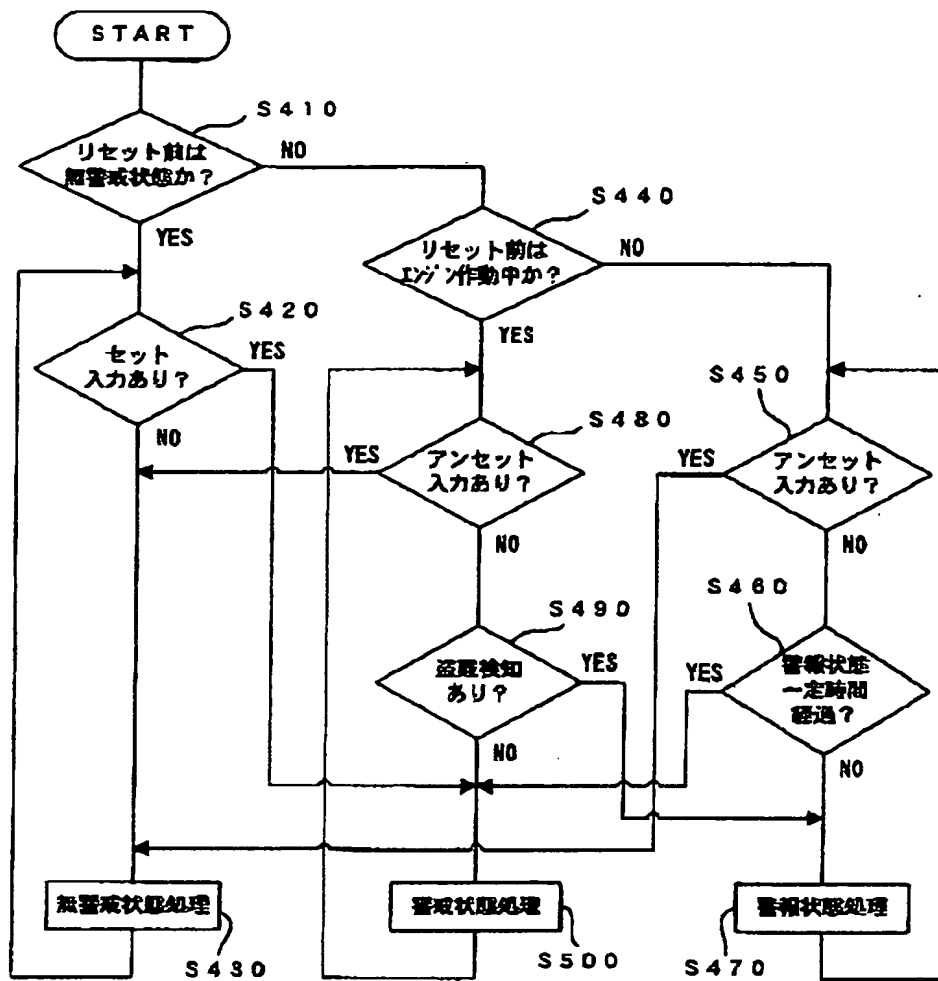 START
S410
リセット前は
無警戒状態か？
NO
YES
S440
リセット前は
エンジン作動中か？
NO
YES
S420
セット
入力あり？
YES
NO
S480
アンセット
入力あり？
YES
NO
S450
アンセット
入力あり？
YES
NO
S490
盗難検知
あり？
YES
NO
S460
警報状態
一定時間
経過？
YES
NO
無警戒状態処理
S430
警戒状態処理
S500
警報状態処理
S470